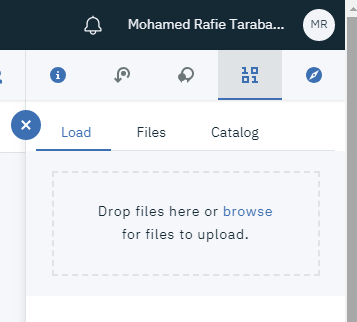 Mohamed Rafie Taraba... MR
Load Files Catalog
Drop files here or browse
for files to upload.